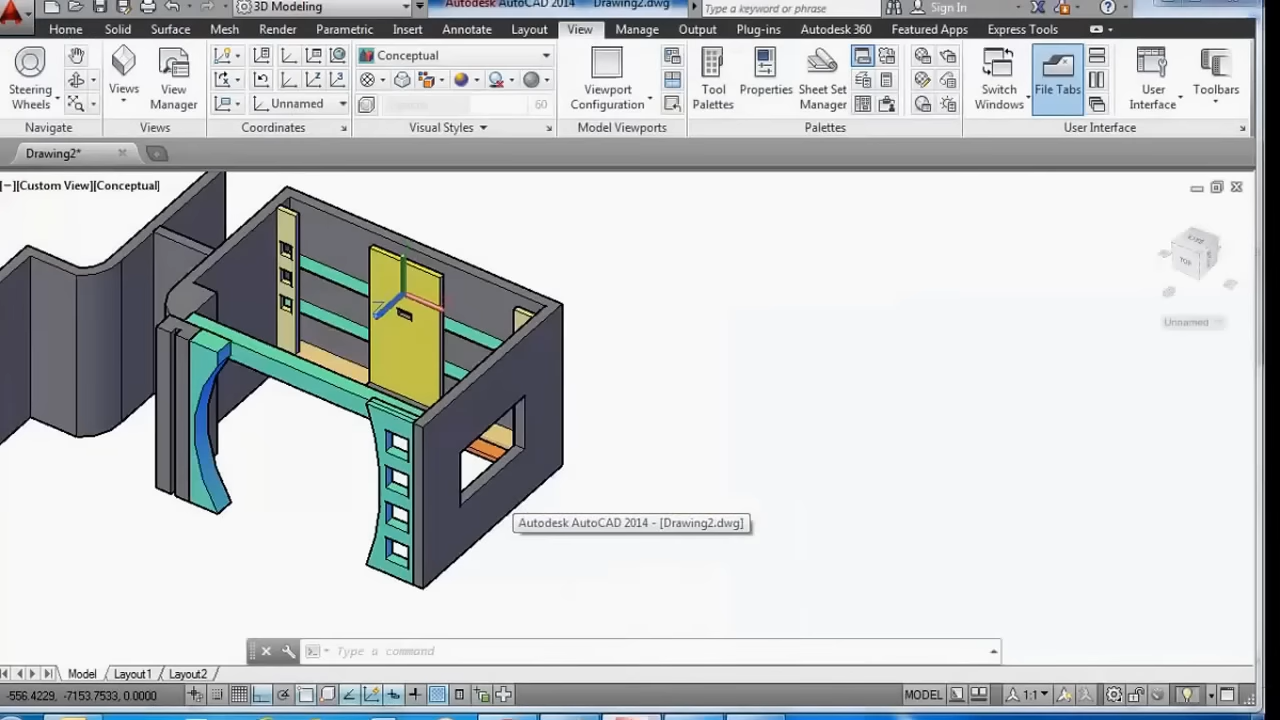 3D Modeling
Autodesk AutoCAD 2014 Drawing2.dwg
Type a keyword or phrase
Sign In
Home Solid Surface Mesh Render Parametric Insert Annotate Layout View Manage Output Plug-ins Autodesk 360 Featured Apps Express Tools
Steering Wheels
Views
View Manager
Unnamed
Conceptual
60
Viewport Configuration
Tool Palettes
Properties
Sheet Set Manager
Switch Windows
File Tabs
User Interface
Toolbars
Navigate Views Coordinates Visual Styles Model Viewports Palettes User Interface
Drawing2*
[−][Custom View][Conceptual]
TOP
Unnamed
Autodesk AutoCAD 2014 - [Drawing2.dwg]
Type a command
Model Layout1 Layout2
-556.4229, -7153.7533, 0.0000
MODEL
1:1